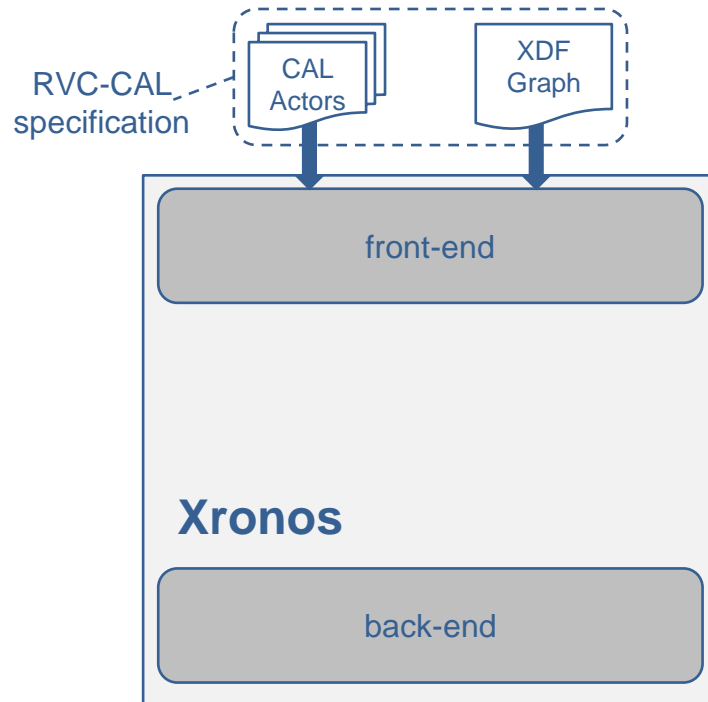 RVC-CAL
specification
CAL
Actors
XDF
Graph
front-end
Xronos
back-end